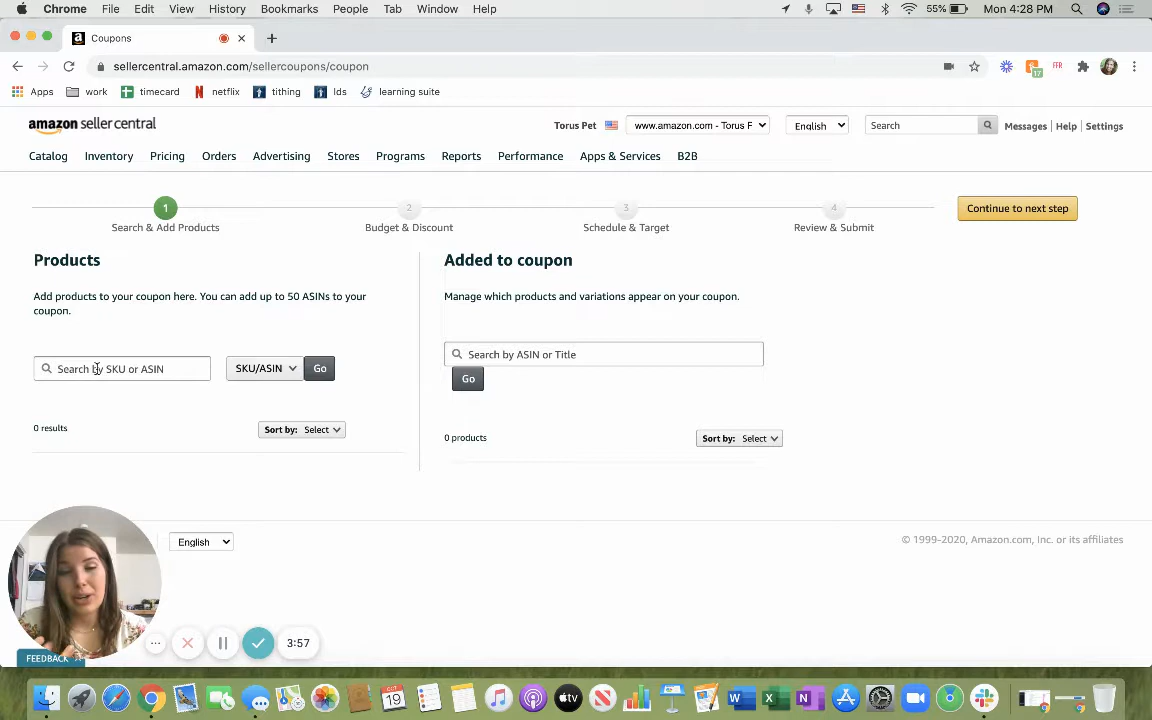 Chrome File Edit View History Bookmarks People Tab Window Help 55% Mon 4:28 PM
a Coupons
sellercentral.amazon.com/sellercoupons/coupon FFR 17
Apps work timecard netflix tithing lds learning suite
amazon seller central Torus Pet www.amazon.com - Torus F English Search Messages | Help | Settings
Catalog Inventory Pricing Orders Advertising Stores Programs Reports Performance Apps & Services B2B
1 2 3 4 Continue to next step
Search & Add Products Budget & Discount Schedule & Target Review & Submit
Products Added to coupon
Add products to your coupon here. You can add up to 50 ASINs to your Manage which products and variations appear on your coupon.
coupon.
Search by ASIN or Title
Search by SKU or ASIN SKU/ASIN Go
Go
0 results Sort by: Select
0 products Sort by: Select
English © 1999-2020, Amazon.com, Inc. or its affiliates
3:57
FEEDBACK
OCT
19 tv W X N